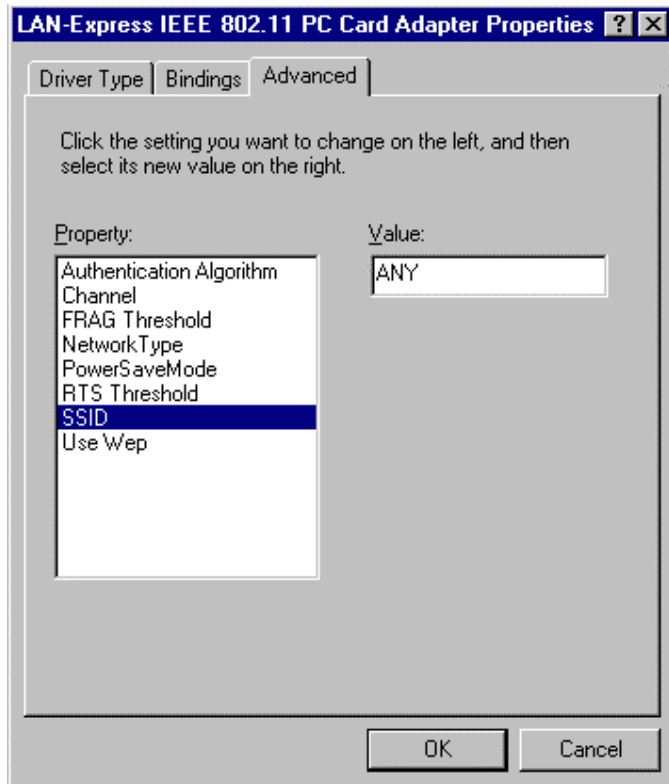 LAN-Express IEEE 802.11 PC Card Adapter Properties
Driver Type Bindings Advanced
Click the setting you want to change on the left, and then
select its new value on the right.
Property: Value:
Authentication Algorithm ANY
Channel
FRAG Threshold
NetworkType
PowerSaveMode
RTS Threshold
SSID
Use Wep
OK Cancel